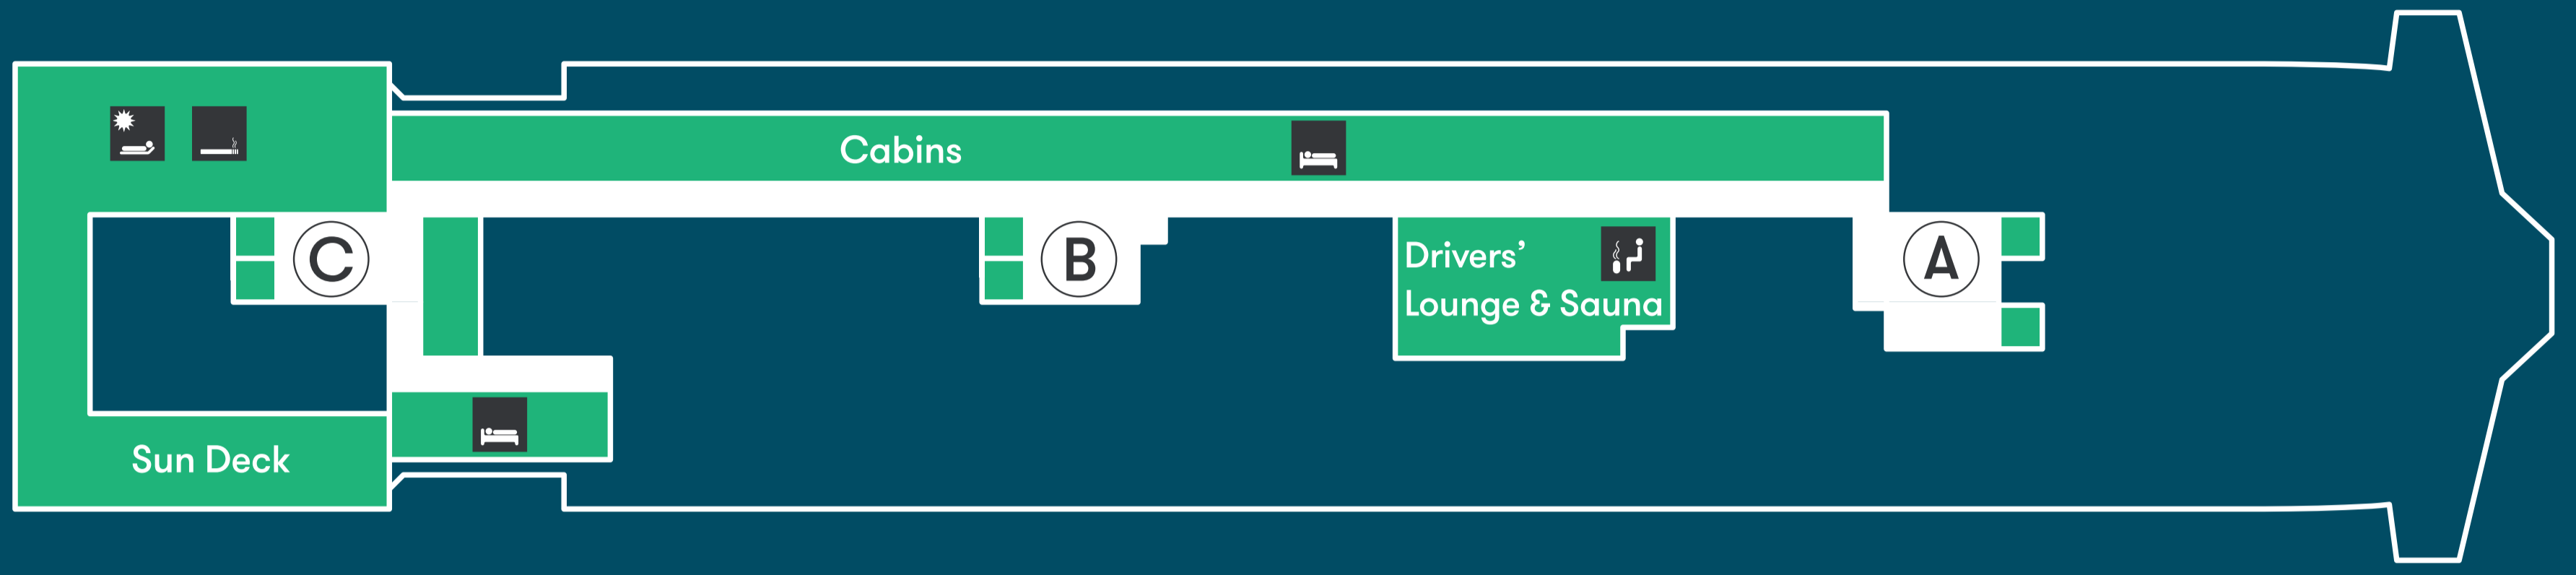 Cabins
C
B
Drivers’
Lounge & Sauna
A
Sun Deck